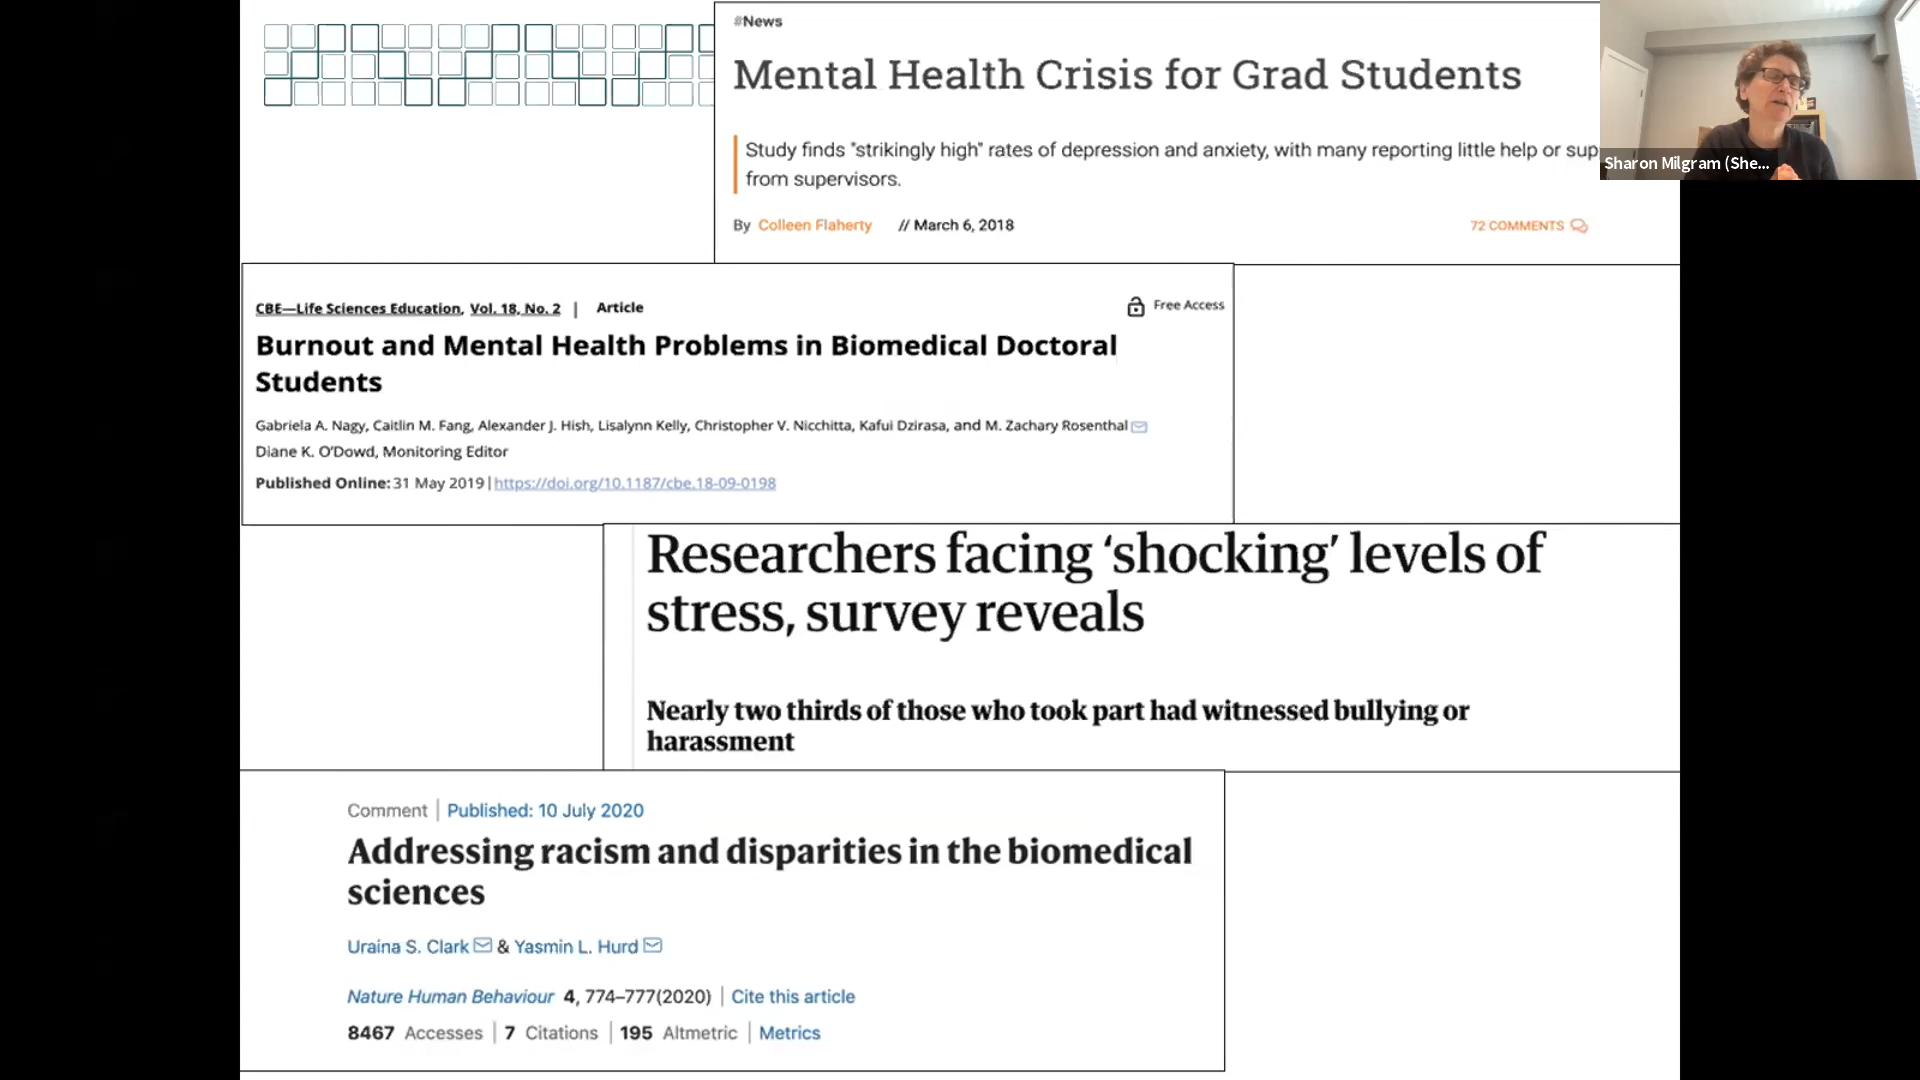 #News
Mental Health Crisis for Grad Students
Study finds "strikingly high" rates of depression and anxiety, with many reporting little help or sup
from supervisors.
By Colleen Flaherty // March 6, 2018
72 COMMENTS
Sharon Milgram (She...
CBE—Life Sciences Education, Vol. 18, No. 2 | Article
Free Access
Burnout and Mental Health Problems in Biomedical Doctoral
Students
Gabriela A. Nagy, Caitlin M. Fang, Alexander J. Hish, Lisalynn Kelly, Christopher V. Nicchitta, Kafui Dzirasa, and M. Zachary Rosenthal
Diane K. O'Dowd, Monitoring Editor
Published Online: 31 May 2019 | https://doi.org/10.1187/cbe.18-09-0198
Researchers facing ‘shocking’ levels of
stress, survey reveals
Nearly two thirds of those who took part had witnessed bullying or
harassment
Comment | Published: 10 July 2020
Addressing racism and disparities in the biomedical
sciences
Uraina S. Clark & Yasmin L. Hurd
Nature Human Behaviour 4, 774–777(2020) | Cite this article
8467 Accesses | 7 Citations | 195 Altmetric | Metrics